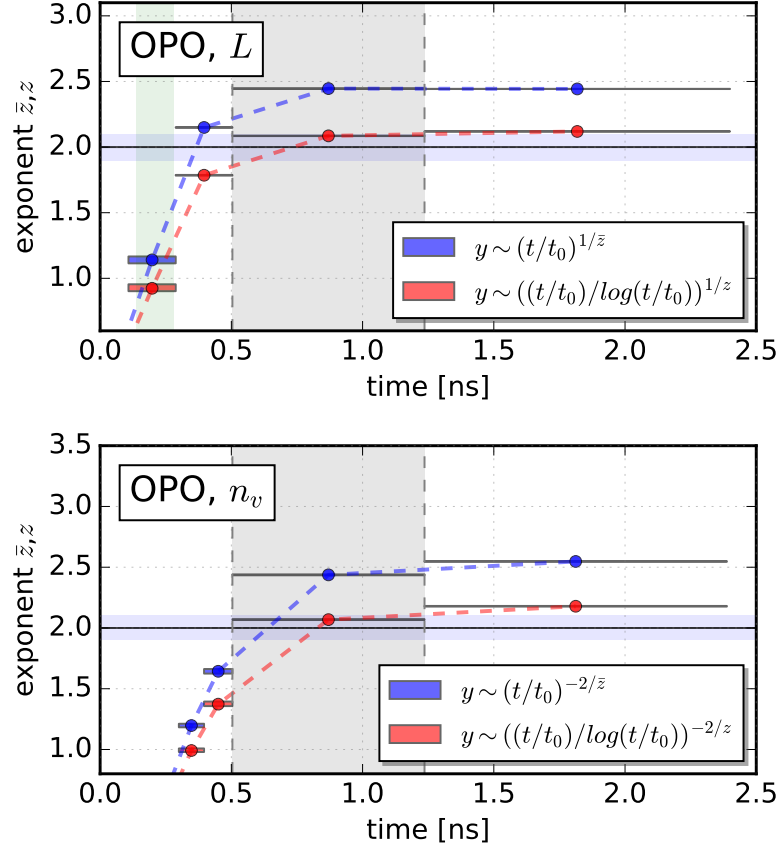 OPO, L
exponent z̄,z
3.0
2.5
2.0
1.5
1.0
y ~ (t/t₀)^{1/z̄}
y ~ ((t/t₀)/log(t/t₀))^{1/z}
0.0 0.5 1.0 1.5 2.0 2.5
time [ns]
OPO, n_v
exponent z̄,z
3.5
3.0
2.5
2.0
1.5
1.0
y ~ (t/t₀)^{-2/z̄}
y ~ ((t/t₀)/log(t/t₀))^{-2/z}
0.0 0.5 1.0 1.5 2.0 2.5
time [ns]